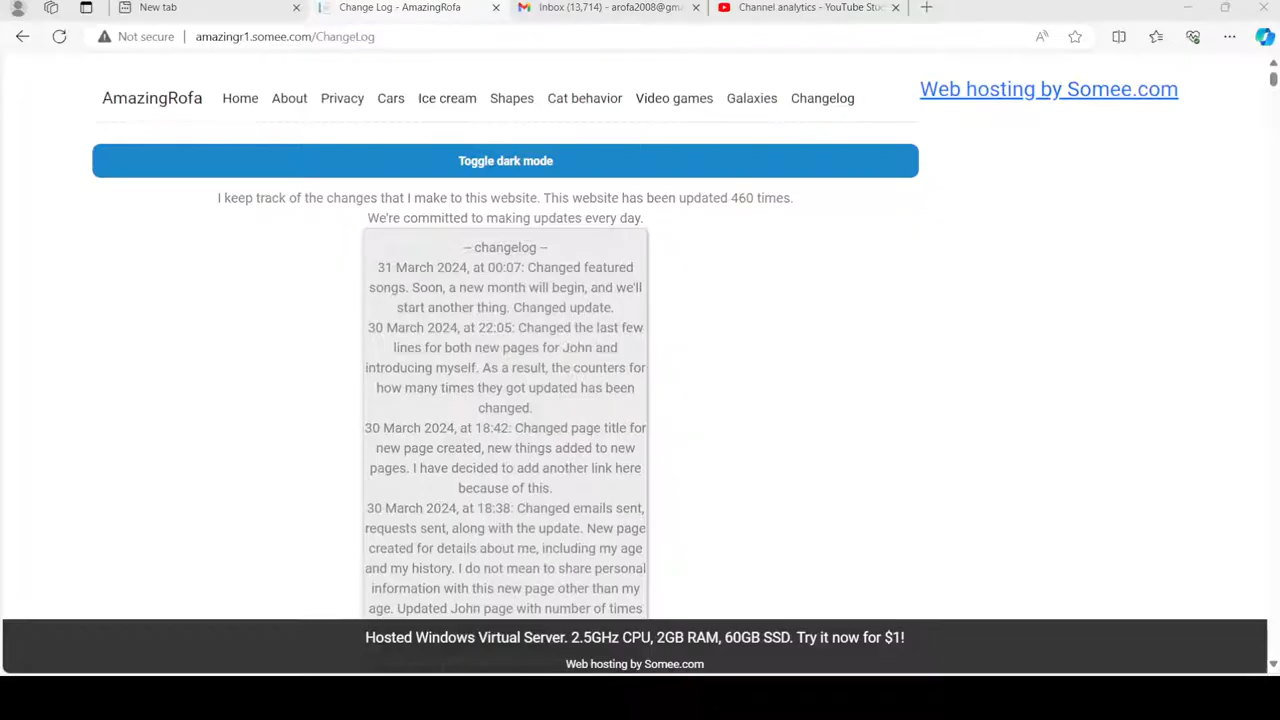 New tab
Change Log - AmazingRofa
Inbox (13,714) - arofa2008@gm
Channel analytics - YouTube Stu
Not secure
amazingr1.somee.com/ChangeLog
AmazingRofa
Home
About
Privacy
Cars
Ice cream
Shapes
Cat behavior
Video games
Galaxies
Changelog
Web hosting by Somee.com
Toggle dark mode
I keep track of the changes that I make to this website. This website has been updated 460 times.
We're committed to making updates every day.
-- changelog --
31 March 2024, at 00:07: Changed featured
songs. Soon, a new month will begin, and we'll
start another thing. Changed update.
30 March 2024, at 22:05: Changed the last few
lines for both new pages for John and
introducing myself. As a result, the counters for
how many times they got updated has been
changed.
30 March 2024, at 18:42: Changed page title for
new page created, new things added to new
pages. I have decided to add another link here
because of this.
30 March 2024, at 18:38: Changed emails sent,
requests sent, along with the update. New page
created for details about me, including my age
and my history. I do not mean to share personal
information with this new page other than my
age. Updated John page with number of times
Hosted Windows Virtual Server. 2.5GHz CPU, 2GB RAM, 60GB SSD. Try it now for $1!
Web hosting by Somee.com